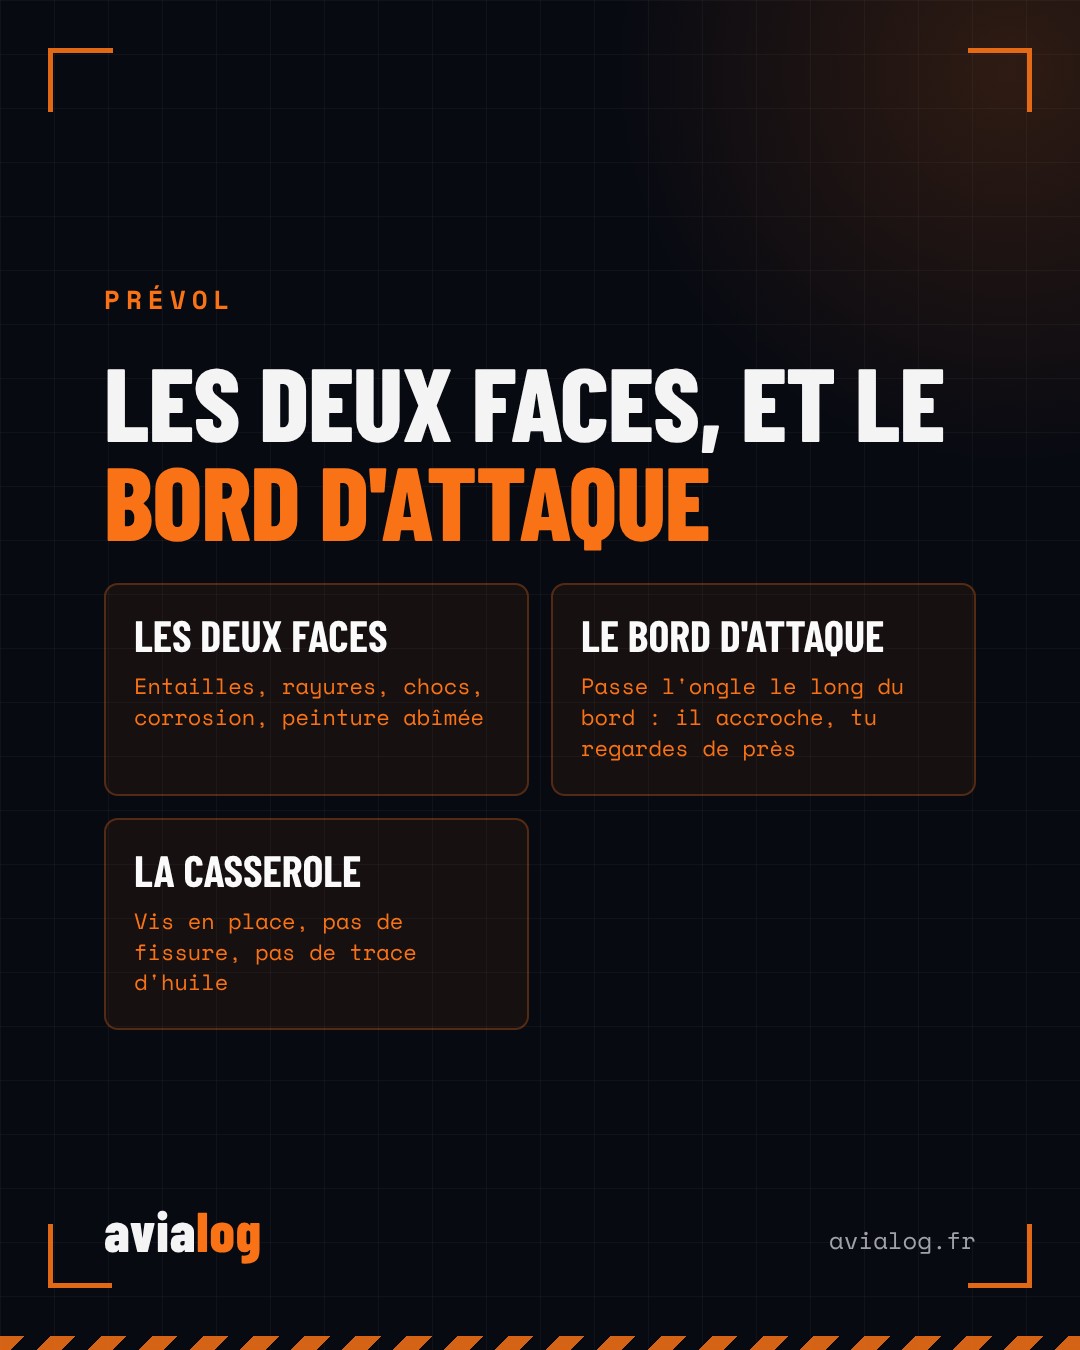 PRÉVOL
LES DEUX FACES, ET LE
BORD D'ATTAQUE
LES DEUX FACES
Entailles, rayures, chocs,
corrosion, peinture abîmée
LE BORD D'ATTAQUE
Passe l'ongle le long du
bord : il accroche, tu
regardes de près
LA CASSEROLE
Vis en place, pas de
fissure, pas de trace
d'huile
avialog
avialog.fr